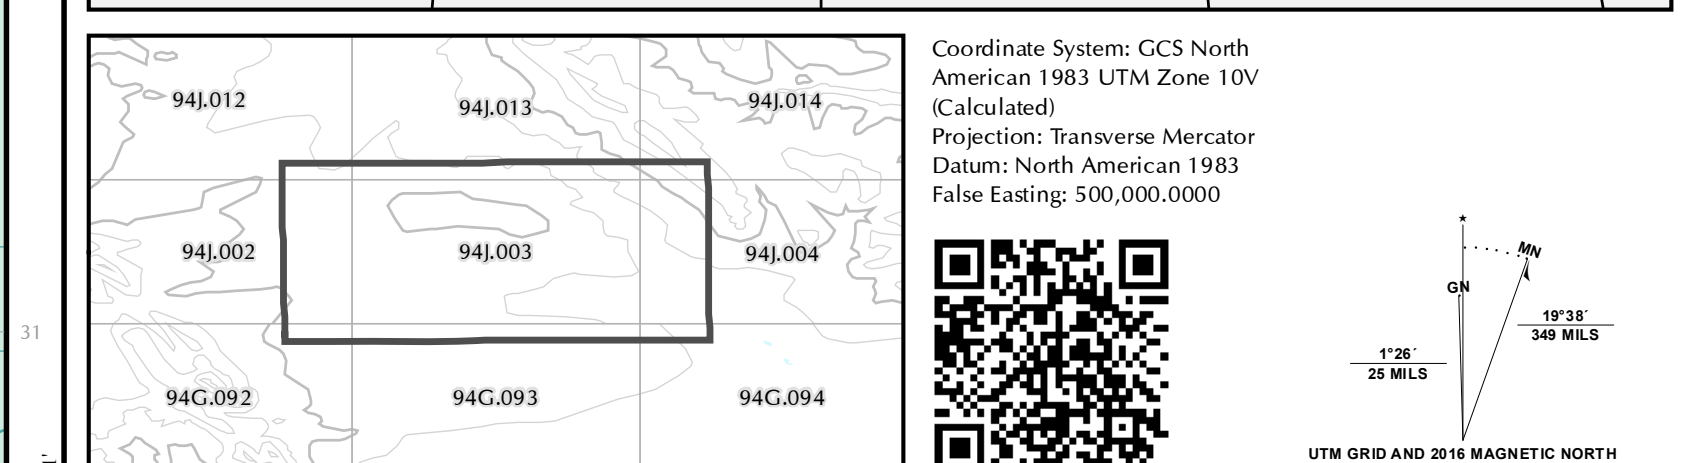 94J.012
94J.013
94J.014
94J.002
94J.003
94J.004
94G.092
94G.093
94G.094
31
Coordinate System: GCS North
American 1983 UTM Zone 10V
(Calculated)
Projection: Transverse Mercator
Datum: North American 1983
False Easting: 500,000.0000
MN
GN
19°38´
349 MILS
1°26´
25 MILS
UTM GRID AND 2016 MAGNETIC NORTH